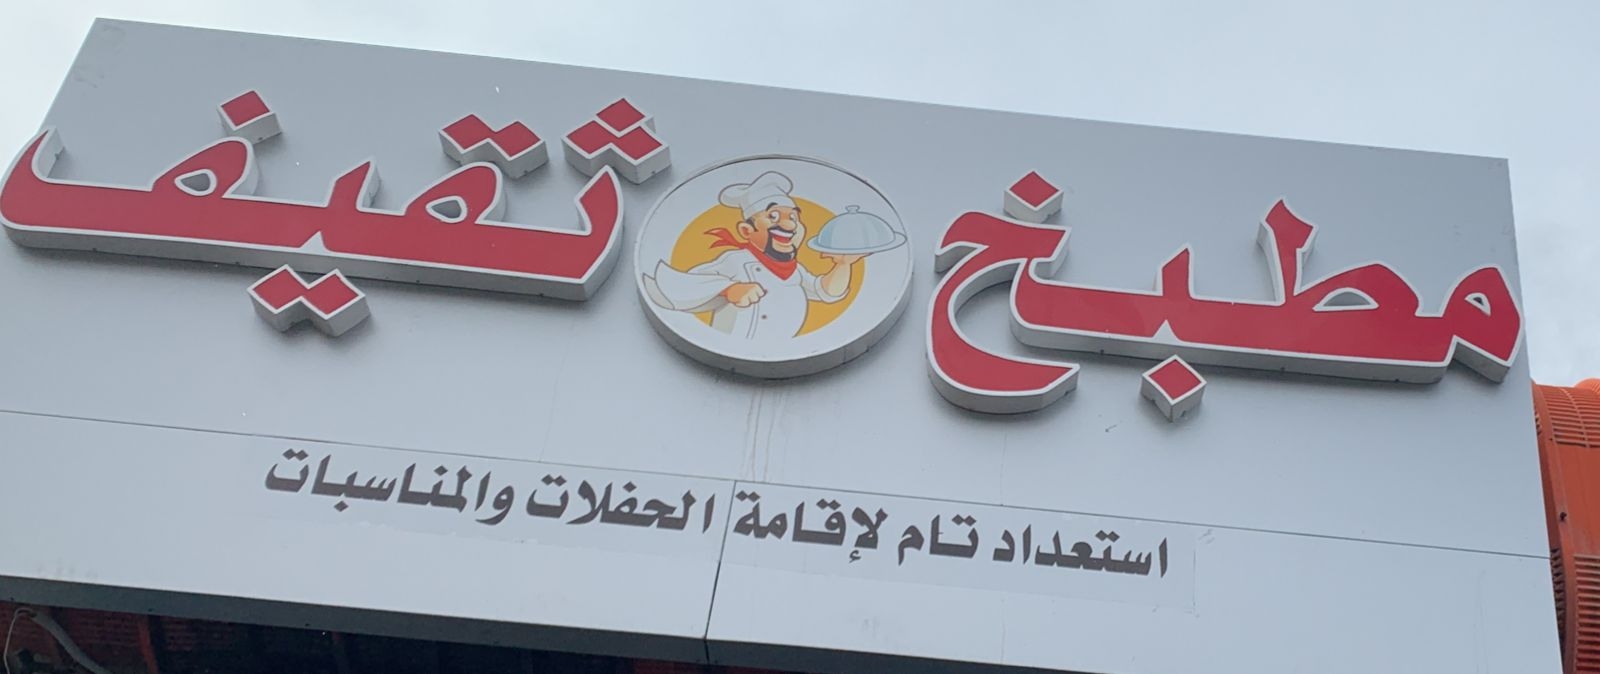 مطبخ ثقيف
استعداد تام لإقامة الحفلات والمناسبات